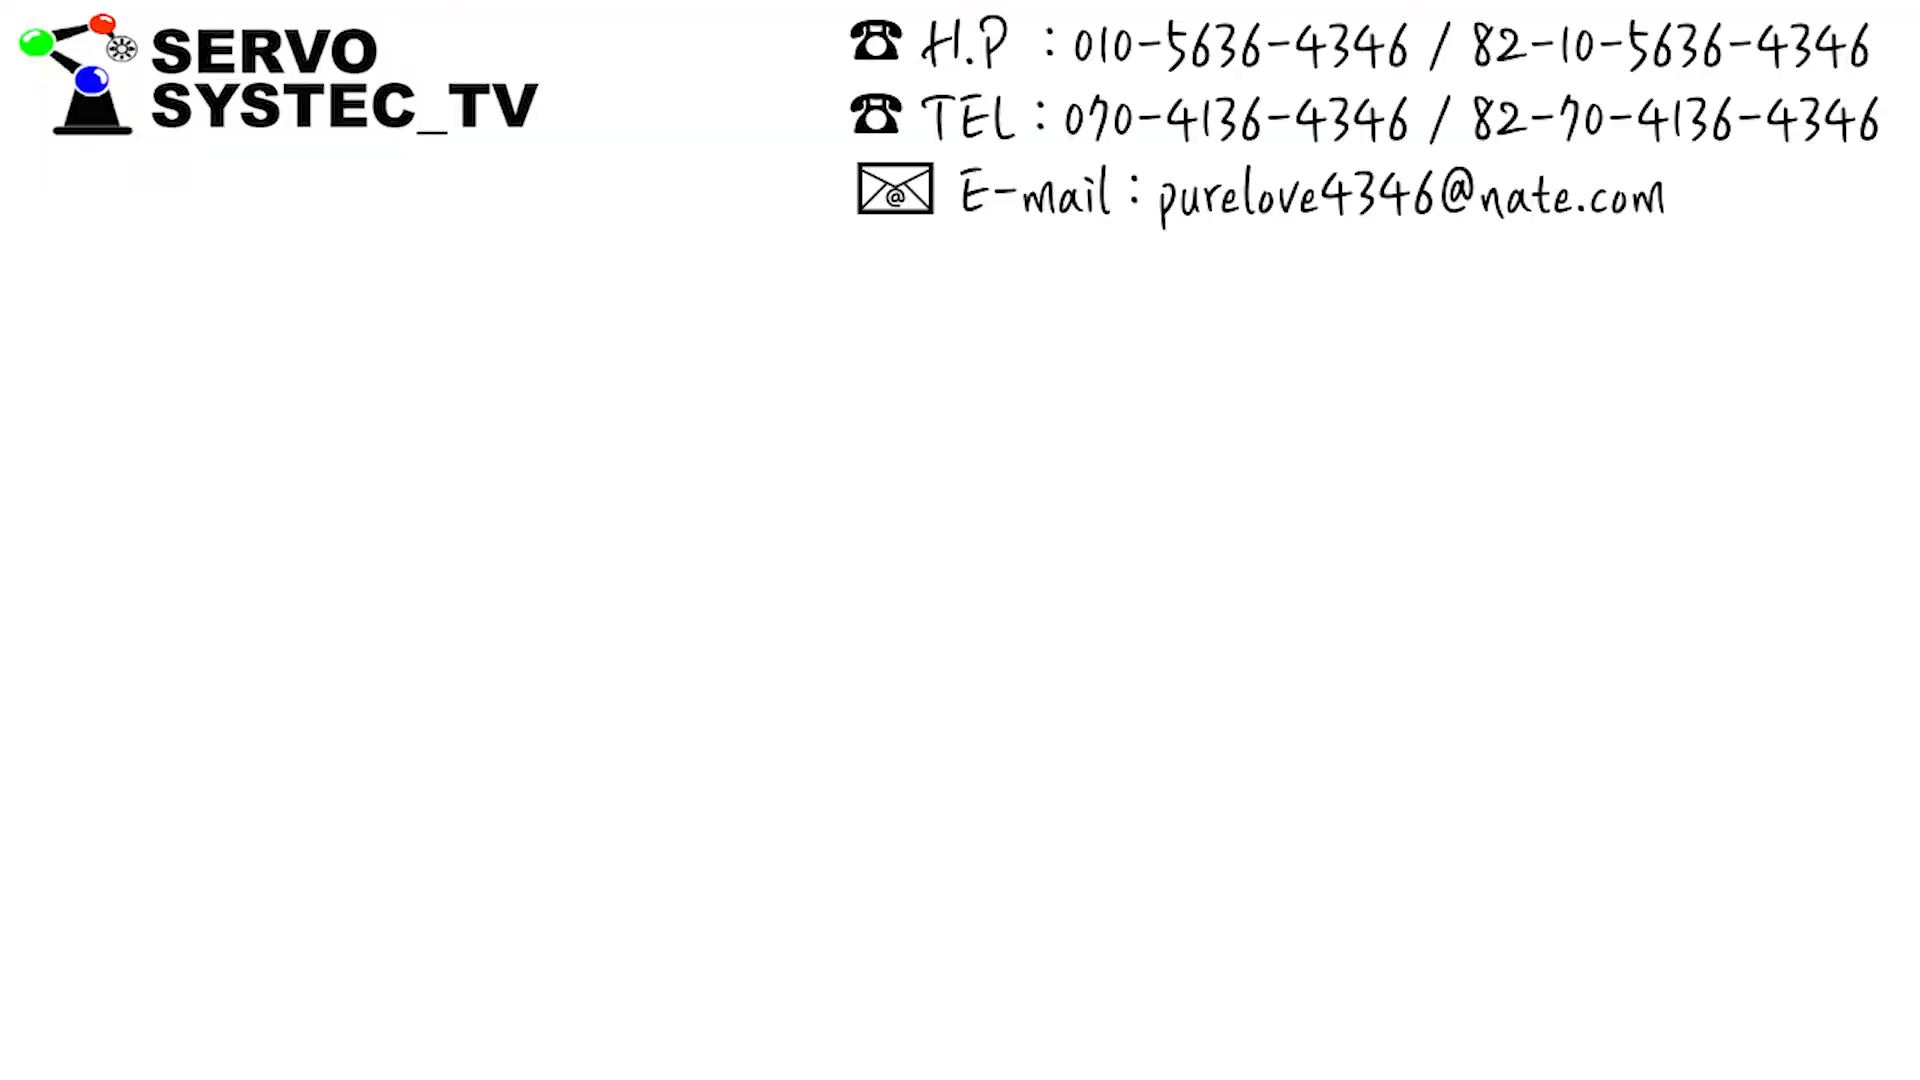 SERVO
SYSTEC_TV
☎ H.P : 010-5636-4346 / 82-10-5636-4346
☎ TEL : 070-4136-4346 / 82-70-4136-4346
E-mail : purelove4346@nate.com